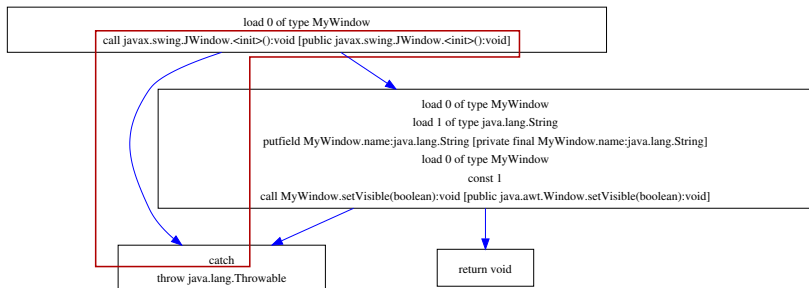 load 0 of type MyWindow
call javax.swing.JWindow.<init>():void [public javax.swing.JWindow.<init>():void]
load 0 of type MyWindow
load 1 of type java.lang.String
putfield MyWindow.name:java.lang.String [private final MyWindow.name:java.lang.String]
load 0 of type MyWindow
const 1
call MyWindow.setVisible(boolean):void [public java.awt.Window.setVisible(boolean):void]
catch
throw java.lang.Throwable
return void